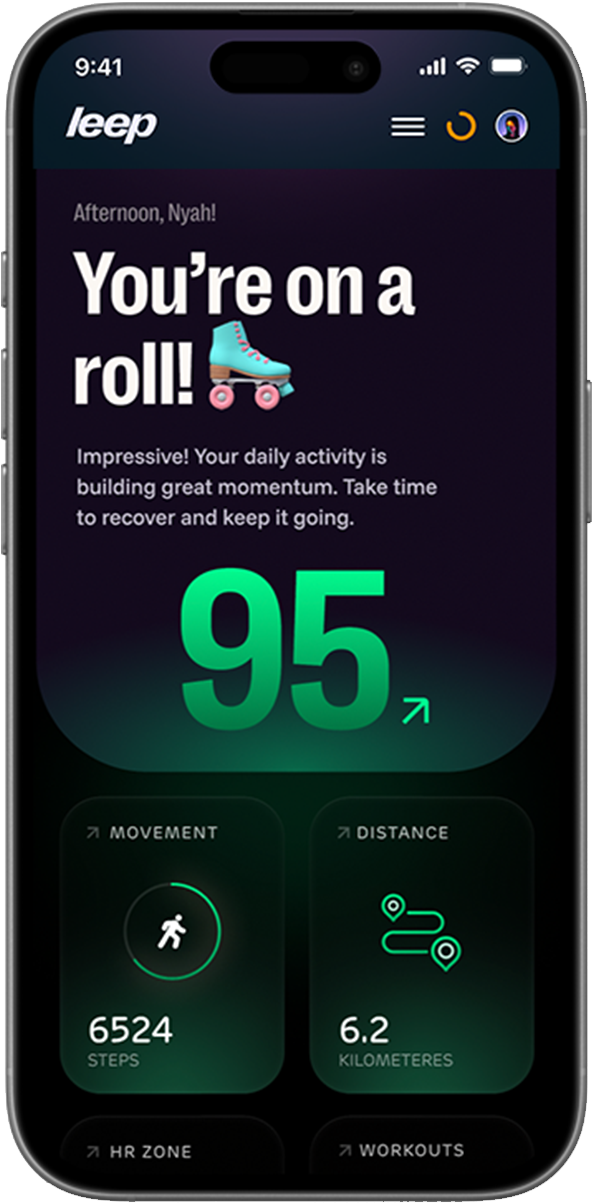 9:41
leep
Afternoon, Nyah!
You’re on a
roll!
Impressive! Your daily activity is
building great momentum. Take time
to recover and keep it going.
95
MOVEMENT
DISTANCE
6524
STEPS
6.2
KILOMETERES
HR ZONE
WORKOUTS